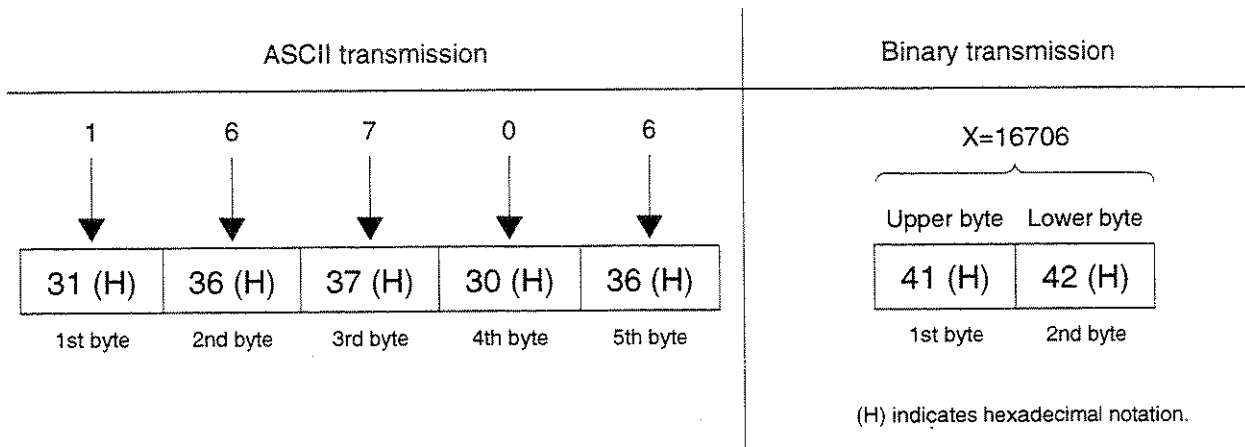 ASCII transmission
1 6 7 0 6
31 (H) 36 (H) 37 (H) 30 (H) 36 (H)
1st byte 2nd byte 3rd byte 4th byte 5th byte
Binary transmission
X=16706
Upper byte Lower byte
41 (H) 42 (H)
1st byte 2nd byte
(H) indicates hexadecimal notation.